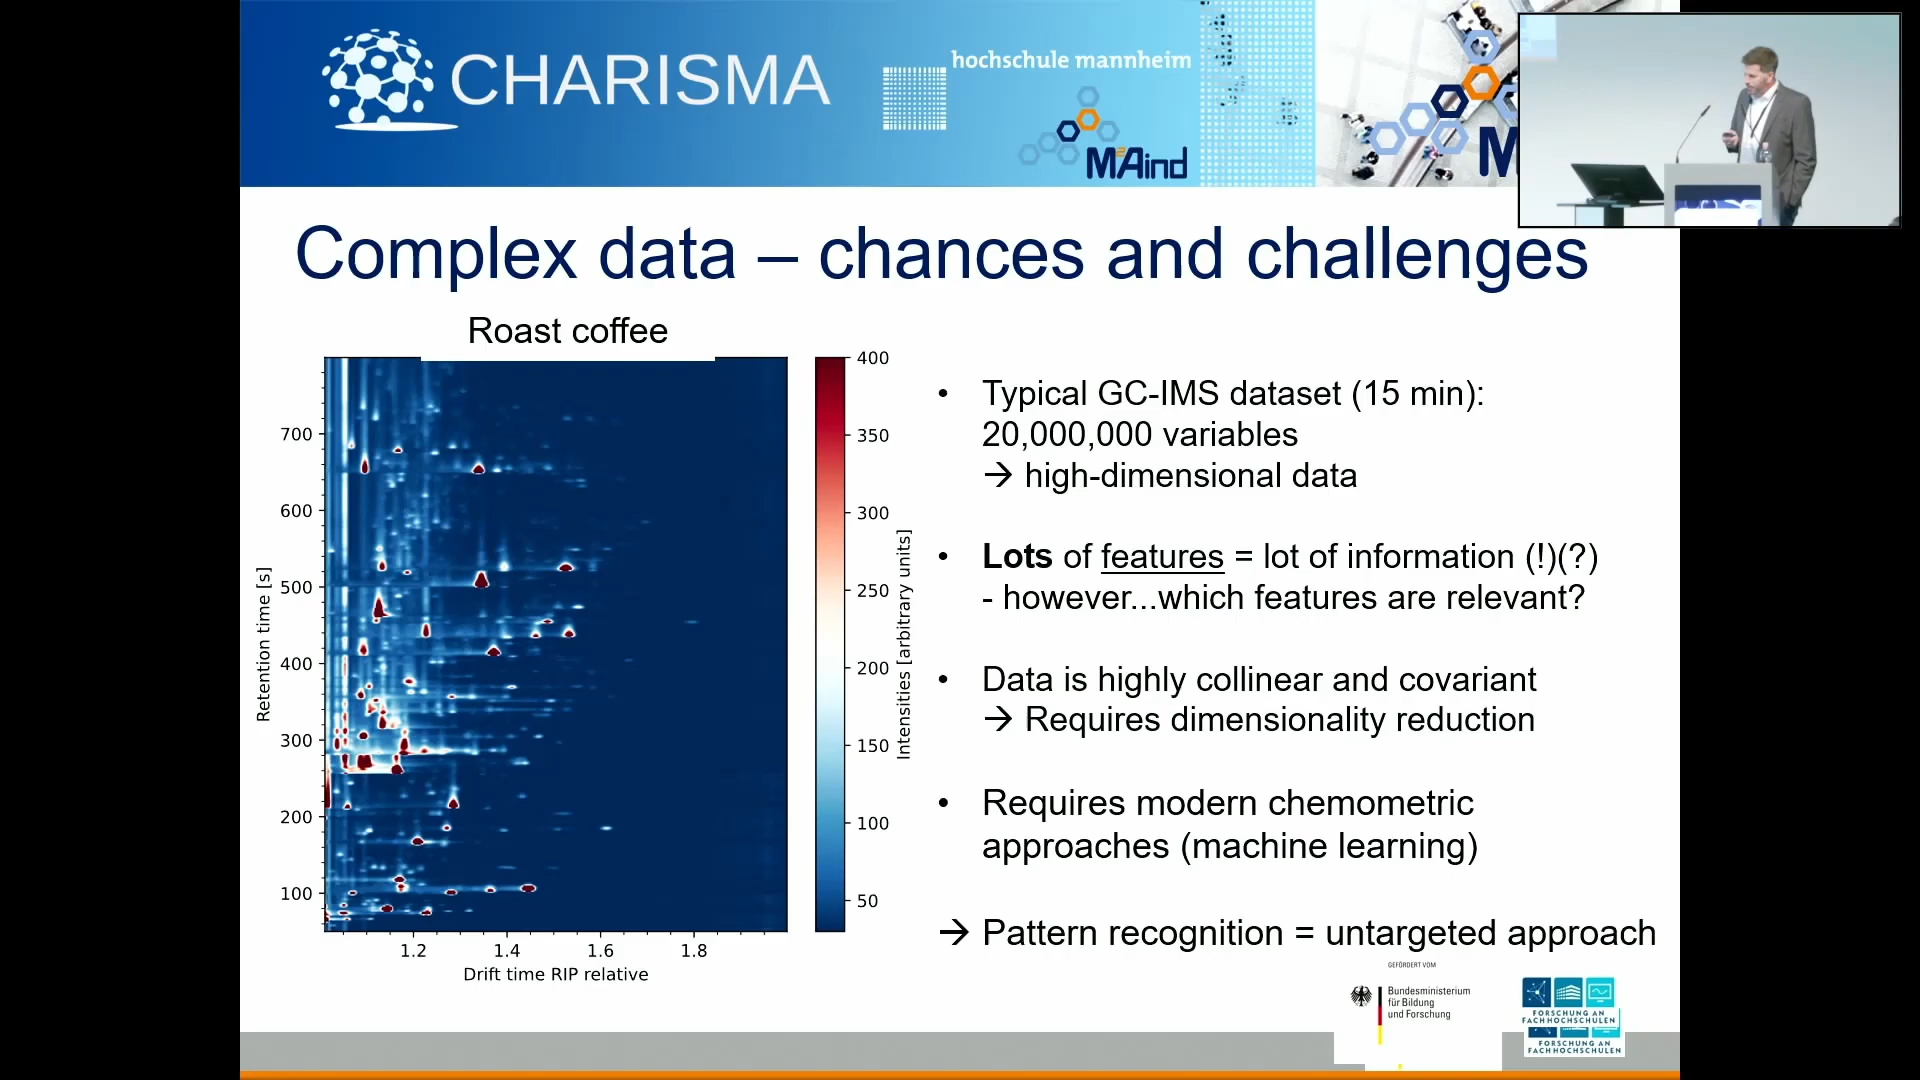 CHARISMA
hochschule mannheim
M²Aind
M
Complex data – chances and challenges
Roast coffee
700
600
500
400
300
200
100
Retention time [s]
1.2 1.4 1.6 1.8
Drift time RIP relative
400
350
300
250
200
150
100
50
Intensities [arbitrary units]
• Typical GC-IMS dataset (15 min):
20,000,000 variables
→ high-dimensional data
• Lots of features = lot of information (!)(?)
- however...which features are relevant?
• Data is highly collinear and covariant
→ Requires dimensionality reduction
• Requires modern chemometric
approaches (machine learning)
→ Pattern recognition = untargeted approach
GEFÖRDERT VOM
Bundesministerium
für Bildung
und Forschung
FORSCHUNG AN
FACHHOCHSCHULEN
FORSCHUNG AN
FACHHOCHSCHULEN